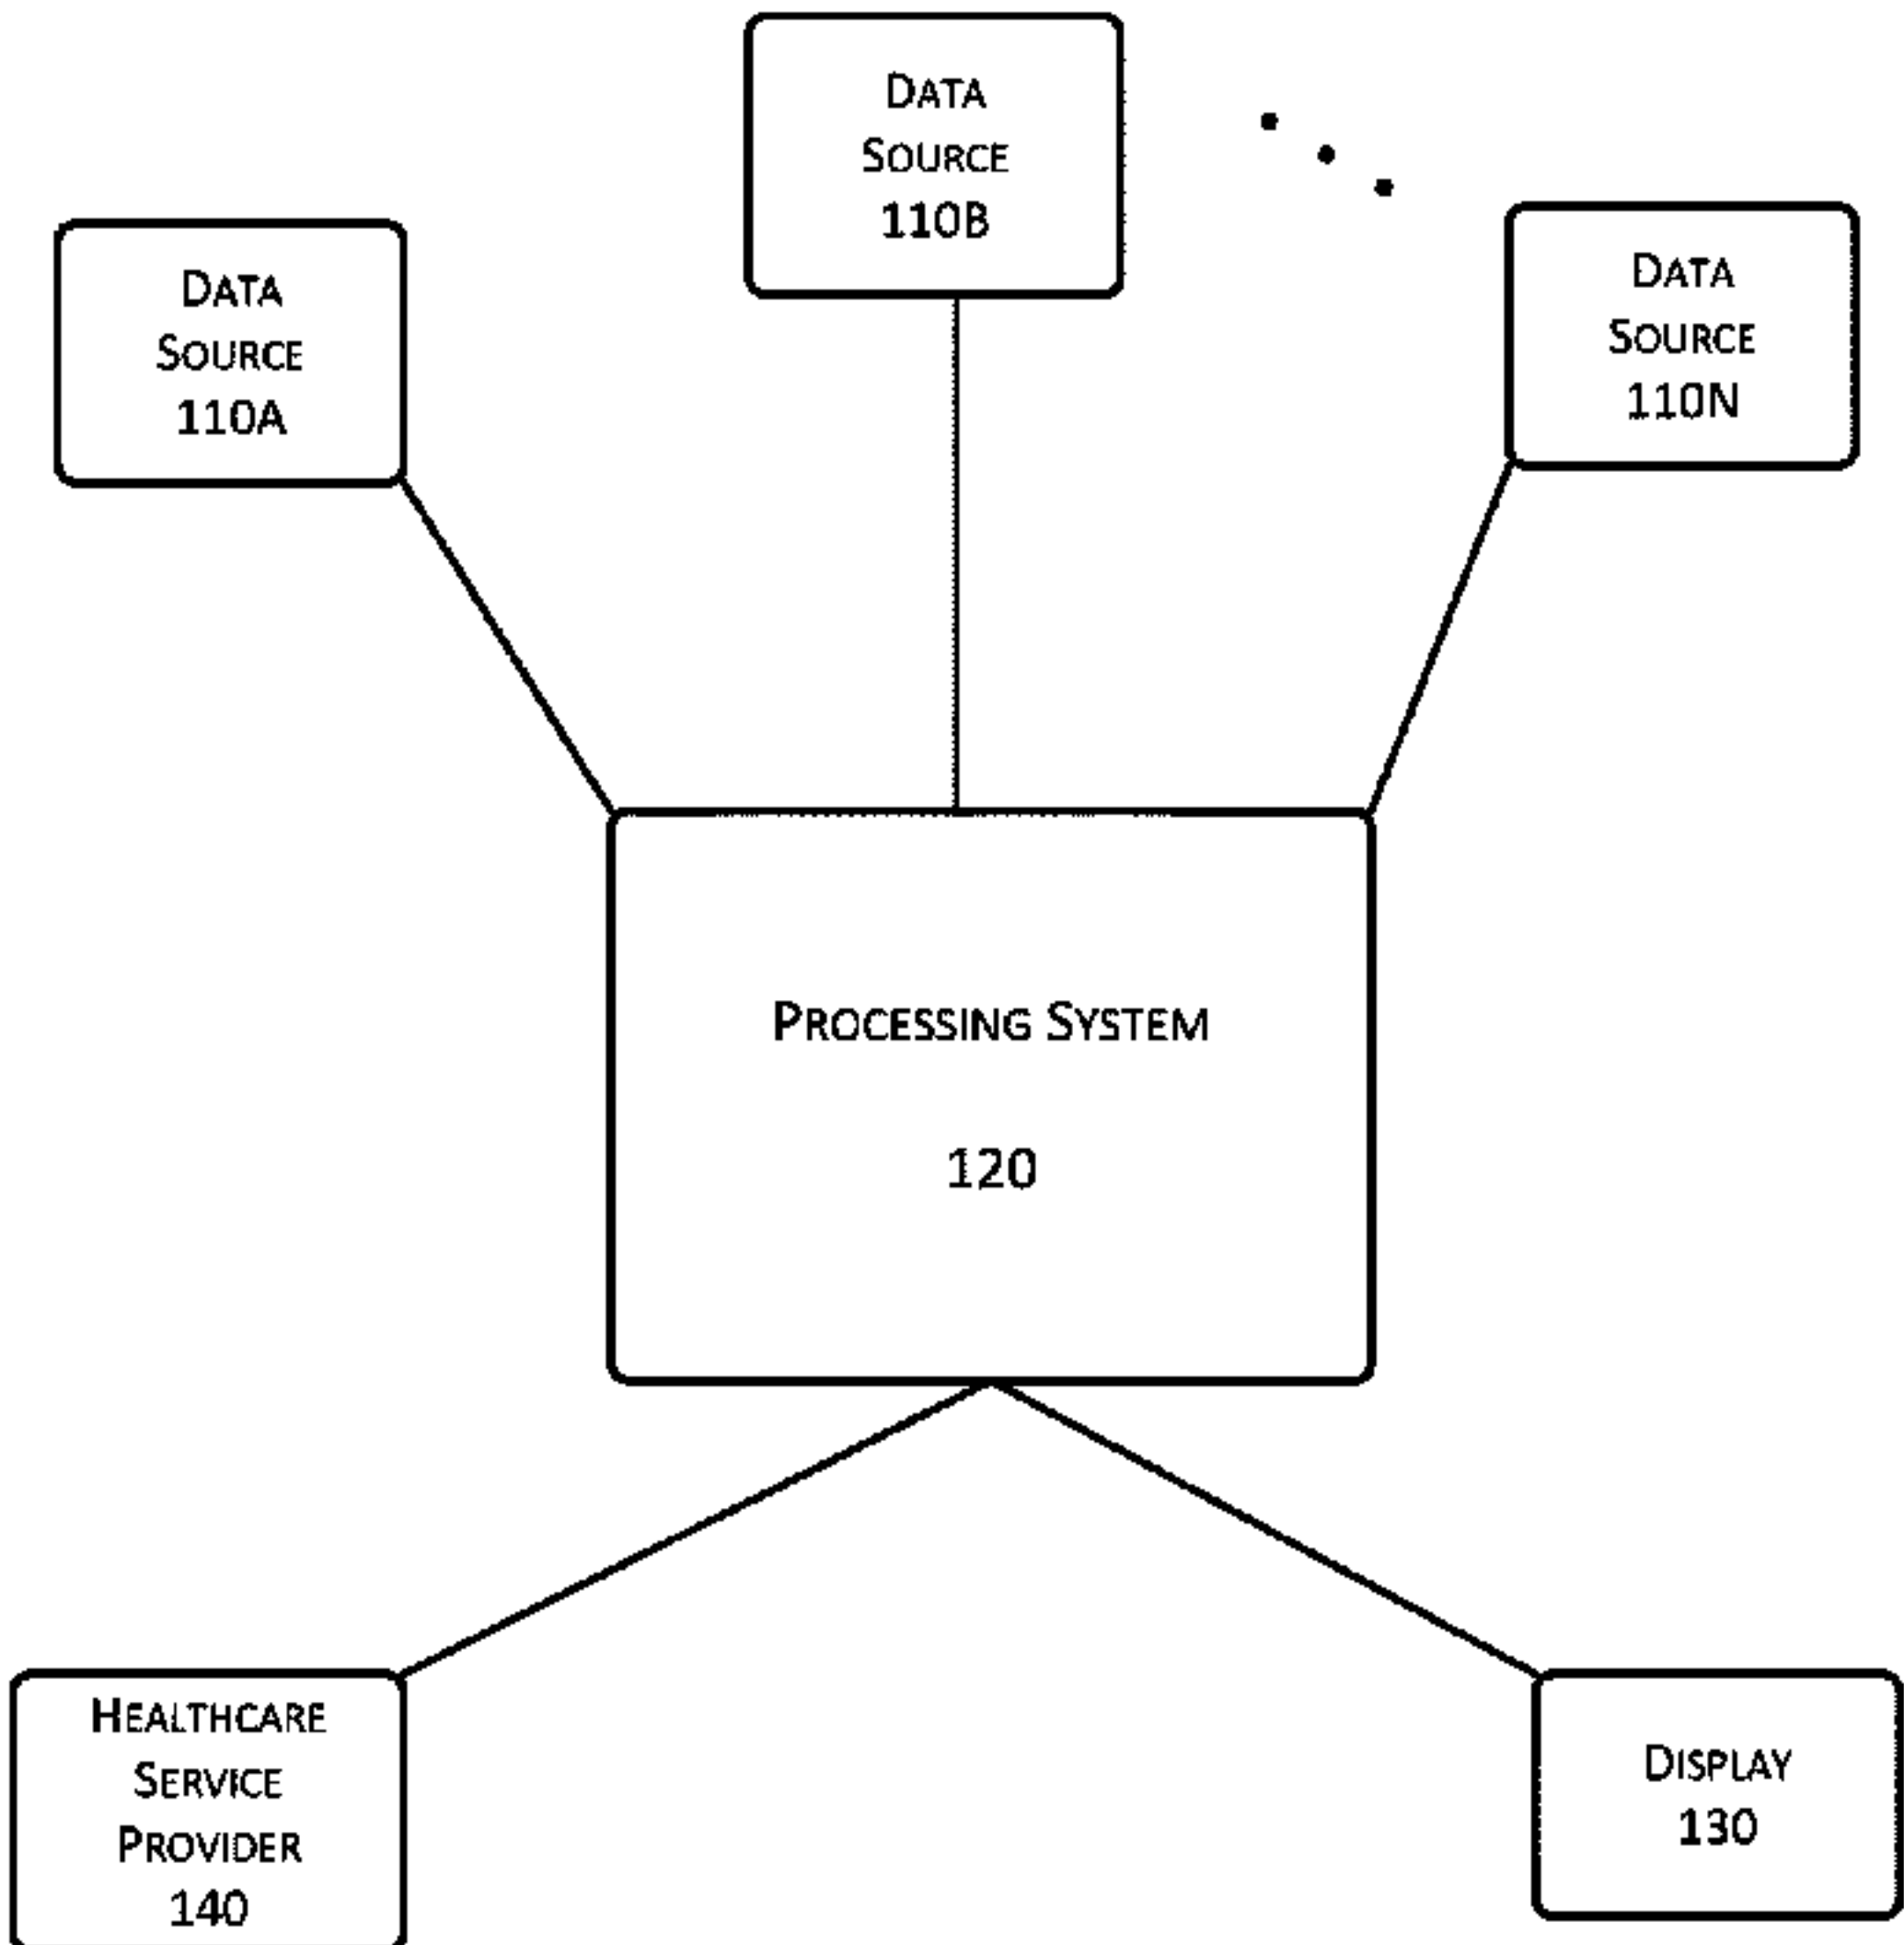 DATA
SOURCE
110B
DATA
SOURCE
110A
DATA
SOURCE
110N
PROCESSING SYSTEM
120
HEALTHCARE
SERVICE
PROVIDER
140
DISPLAY
130